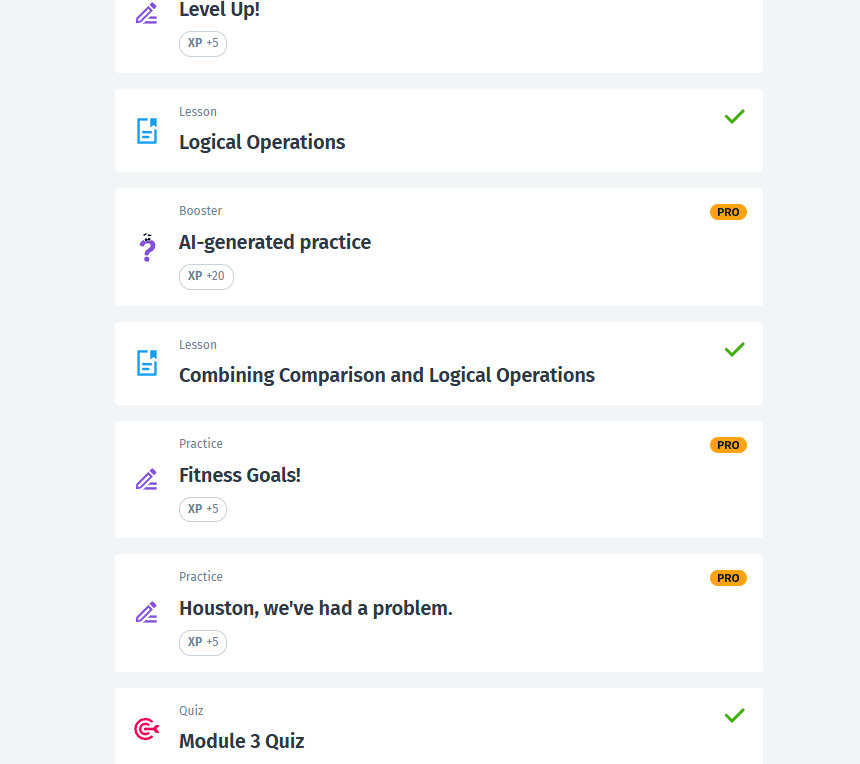 Level Up!
XP +5
Lesson
Logical Operations
Booster
PRO
AI-generated practice
XP +20
Lesson
Combining Comparison and Logical Operations
Practice
PRO
Fitness Goals!
XP +5
Practice
PRO
Houston, we've had a problem.
XP +5
Quiz
Module 3 Quiz